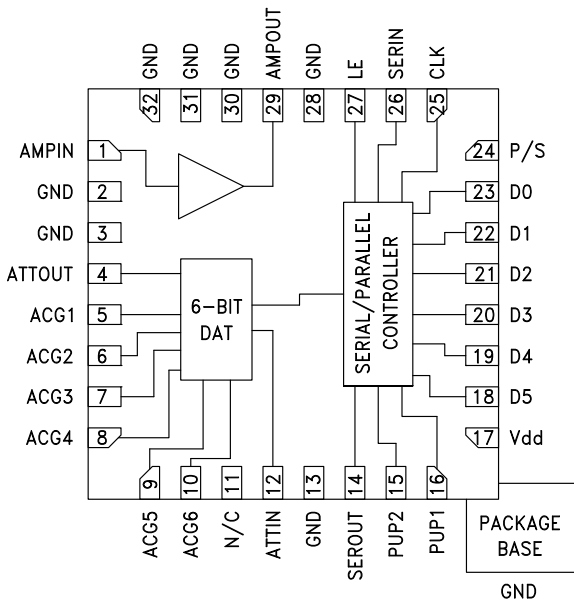 GND
GND
GND
AMPOUT
GND
LE
SERIN
CLK
32
31
30
29
28
27
26
25
AMPIN 1
GND 2
GND 3
ATTOUT 4
ACG1 5
ACG2 6
ACG3 7
ACG4 8
6-BIT
DAT
SERIAL/PARALLEL
CONTROLLER
24 P/S
23 D0
22 D1
21 D2
20 D3
19 D4
18 D5
17 Vdd
9
10
11
12
13
14
15
16
ACG5
ACG6
N/C
ATTIN
GND
SEROUT
PUP2
PUP1
PACKAGE
BASE
GND